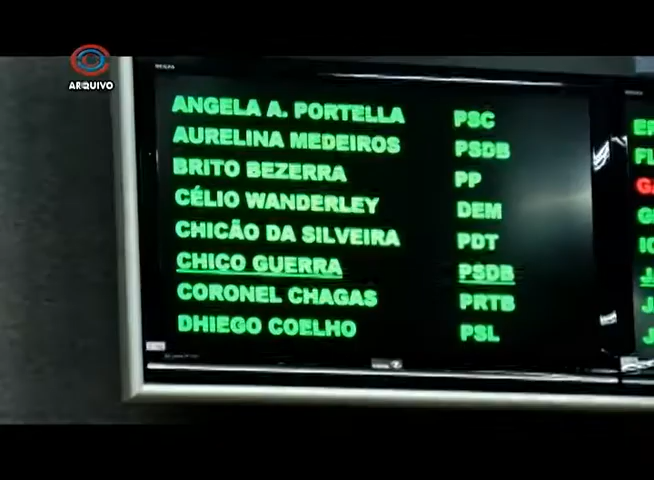 ARQUIVO
ANGELA A. PORTELLA PSC
AURELINA MEDEIROS PSDB
BRITO BEZERRA PP
CÉLIO WANDERLEY DEM
CHICÃO DA SILVEIRA PDT
CHICO GUERRA PSDB
CORONEL CHAGAS PRTB
DHIEGO COELHO PSL